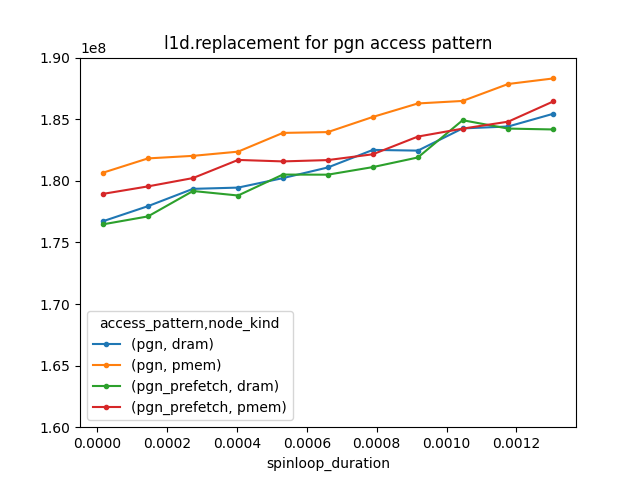 l1d.replacement for pgn access pattern
1e8
1.90
1.85
1.80
1.75
1.70
1.65
1.60
access_pattern,node_kind
(pgn, dram)
(pgn, pmem)
(pgn_prefetch, dram)
(pgn_prefetch, pmem)
0.0000 0.0002 0.0004 0.0006 0.0008 0.0010 0.0012
spinloop_duration